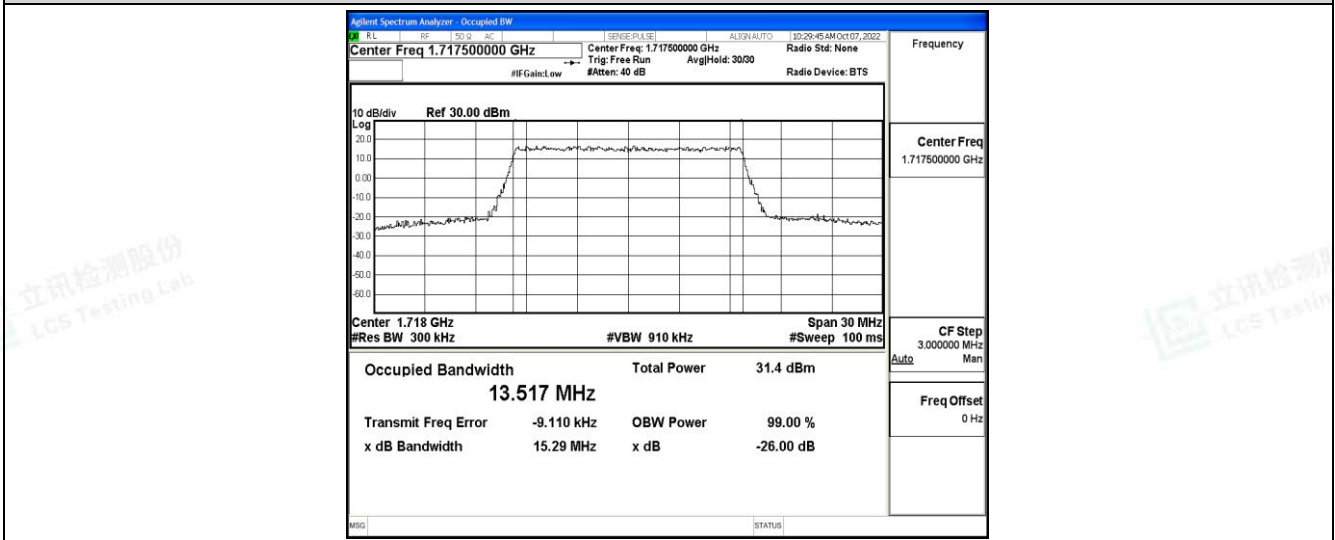 Agilent Spectrum Analyzer - Occupied BW
RL RF 50 Ω AC SENSE:PULSE ALIGN AUTO 10:29:45 AM Oct 07, 2022
Center Freq 1.717500000 GHz
Center Freq: 1.717500000 GHz
Radio Std: None
Trig: Free Run Avg|Hold: 30/30
#IFGain:Low #Atten: 40 dB Radio Device: BTS
10 dB/div Ref 30.00 dBm
Log
20.0
10.0
0.00
-10.0
-20.0
-30.0
-40.0
-50.0
-60.0
Center 1.718 GHz Span 30 MHz
#Res BW 300 kHz #VBW 910 kHz #Sweep 100 ms
Occupied Bandwidth Total Power 31.4 dBm
13.517 MHz
Transmit Freq Error -9.110 kHz OBW Power 99.00 %
x dB Bandwidth 15.29 MHz x dB -26.00 dB
MSG STATUS
Frequency
Center Freq
1.717500000 GHz
CF Step
3.000000 MHz
Auto Man
Freq Offset
0 Hz
立讯检测股份
LCS Testing Lab
立讯检测
LCS Testin